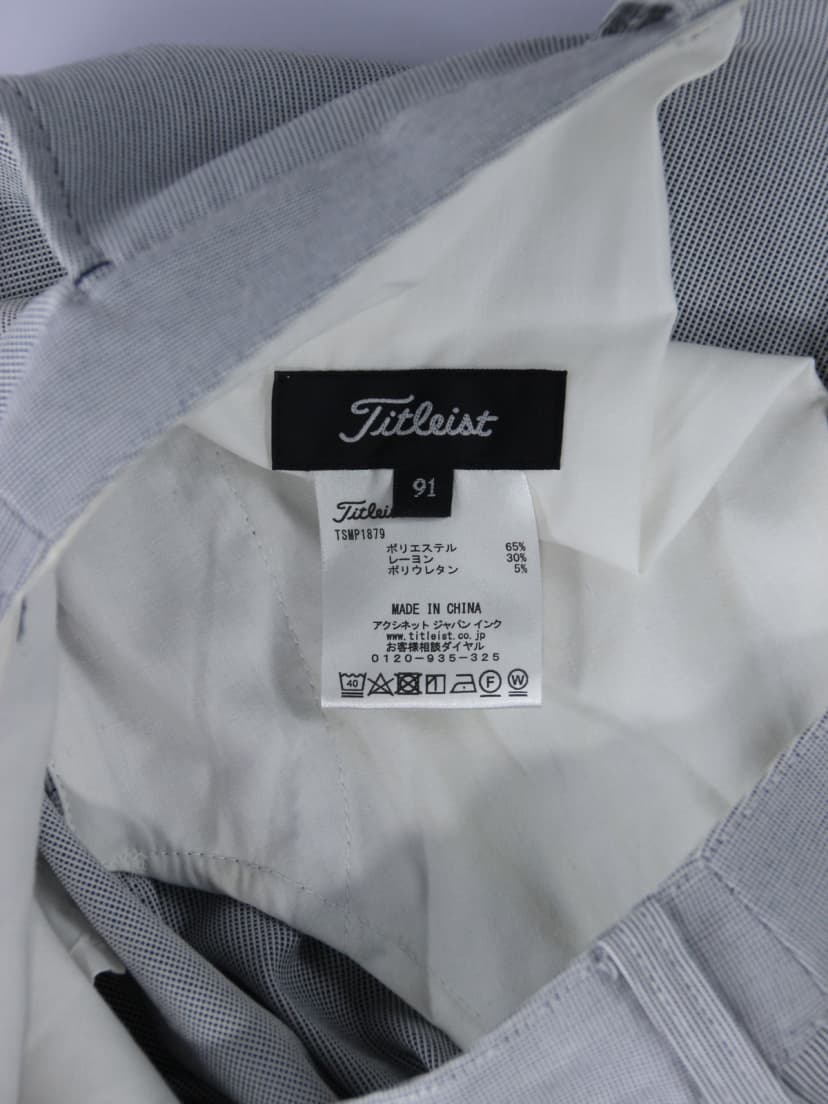 Titleist
91
Titleis
TSMP1879
ポリエステル 65%
レーヨン 30%
ポリウレタン 5%
MADE IN CHINA
アクシネット ジャパン インク
www.titleist.co.jp
お客様相談ダイヤル
0120-935-325
40 F W